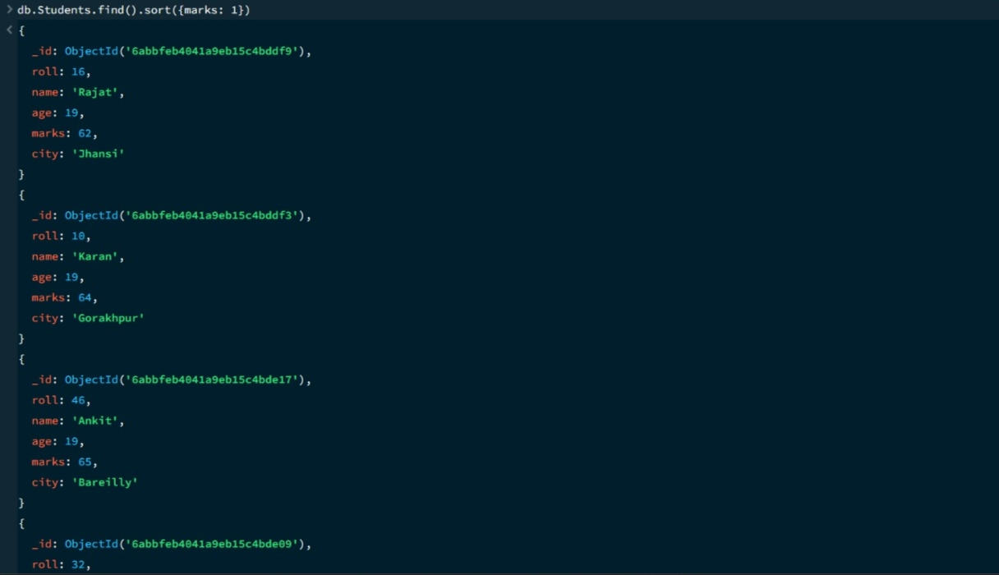 > db.Students.find().sort({marks: 1})
< {
_id: ObjectId('6abbfeb4041a9eb15c4bddf9'),
roll: 16,
name: 'Rajat',
age: 19,
marks: 62,
city: 'Jhansi'
}
{
_id: ObjectId('6abbfeb4041a9eb15c4bddf3'),
roll: 10,
name: 'Karan',
age: 19,
marks: 64,
city: 'Gorakhpur'
}
{
_id: ObjectId('6abbfeb4041a9eb15c4bde17'),
roll: 46,
name: 'Ankit',
age: 19,
marks: 65,
city: 'Bareilly'
}
{
_id: ObjectId('6abbfeb4041a9eb15c4bde09'),
roll: 32,